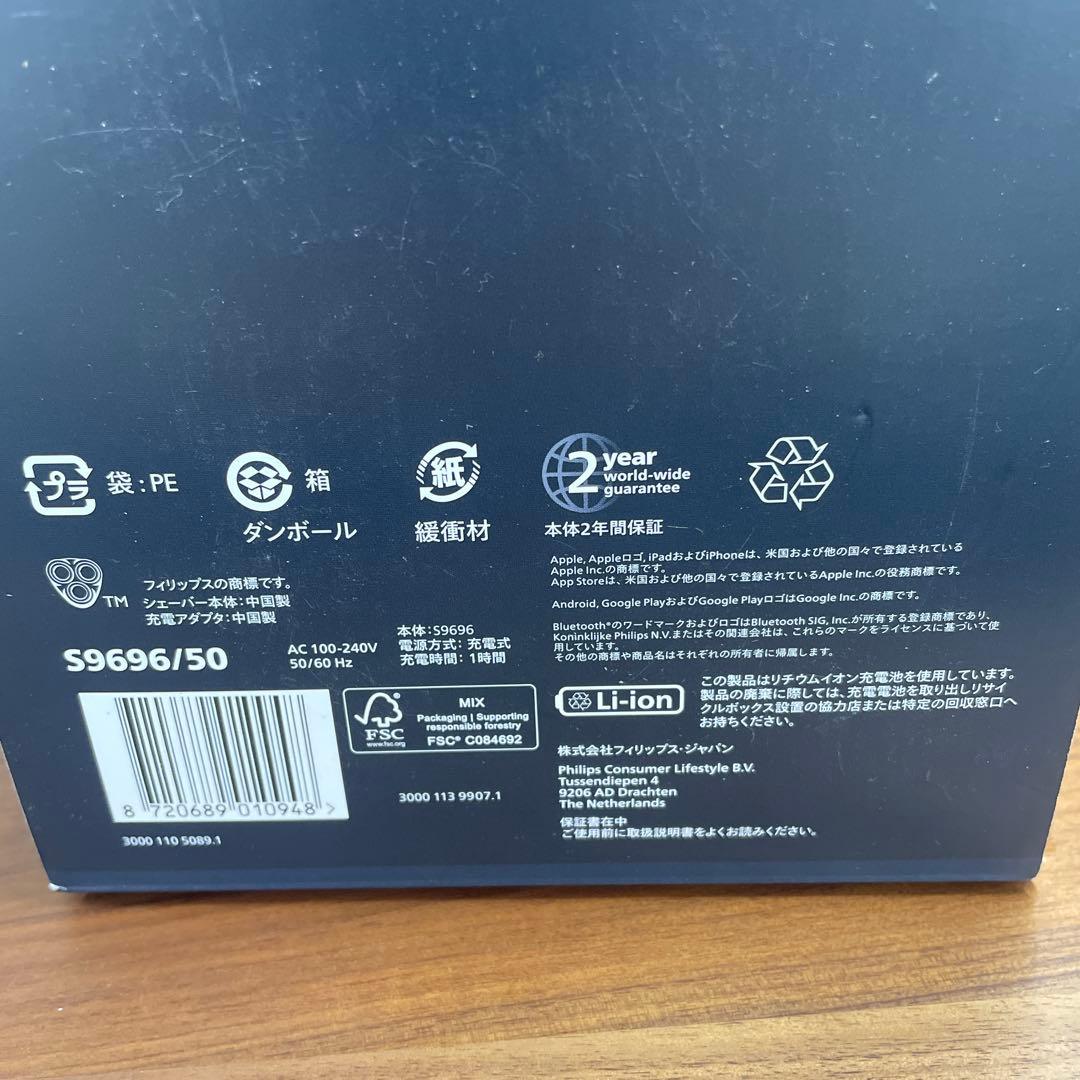 プラ 袋:PE
箱
ダンボール
紙
緩衝材
2 year
world-wide
guarantee
本体2年間保証
TM
フィリップスの商標です。
シェーバー本体:中国製
充電アダプタ:中国製
S9696/50
AC 100-240V
50/60 Hz
本体:S9696
電源方式:充電式
充電時間:1時間
Apple, Appleロゴ, iPadおよびiPhoneは、米国および他の国々で登録されている
Apple Inc.の商標です。
App Storeは、米国および他の国々で登録されているApple Inc.の役務商標です。
Android, Google PlayおよびGoogle PlayロゴはGoogle Inc.の商標です。
Bluetooth®のワードマークおよびロゴはBluetooth SIG, Inc.が所有する登録商標であり、
Koninklijke Philips N.V.またはその関連会社は、これらのマークをライセンスに基づいて使
用しています。
その他の商標や商品名はそれぞれの所有者に帰属します。
Li-ion
この製品はリチウムイオン充電池を使用しています。
製品の廃棄に際しては、充電電池を取り出しリサイ
クルボックス設置の協力店または特定の回収窓口へ
お持ちください。
8 720689 010948 >
3000 110 5089.1
FSC
www.fsc.org
MIX
Packaging | Supporting
responsible forestry
FSC® C084692
3000 113 9907.1
株式会社フィリップス・ジャパン
Philips Consumer Lifestyle B.V.
Tussendiepen 4
9206 AD Drachten
The Netherlands
保証書在中
ご使用前に取扱説明書をよくお読みください。